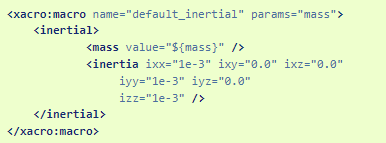 <xacro:macro name="default_inertial" params="mass">
    <inertial>
            <mass value="${mass}" />
            <inertia ixx="1e-3" ixy="0.0" ixz="0.0"
                 iyy="1e-3" iyz="0.0"
                 izz="1e-3" />
    </inertial>
</xacro:macro>